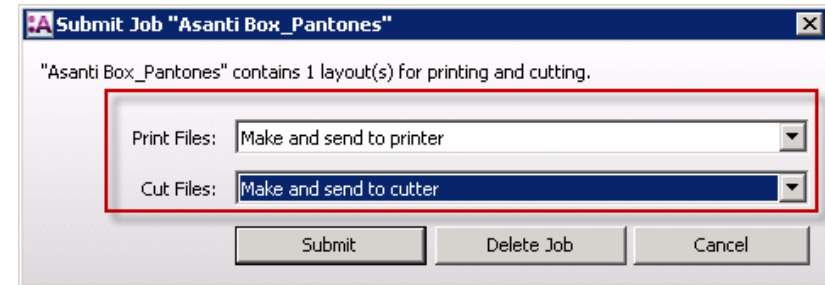 Submit Job "Asanti Box_Pantones"
"Asanti Box_Pantones" contains 1 layout(s) for printing and cutting.
Print Files: Make and send to printer
Cut Files: Make and send to cutter
Submit Delete Job Cancel